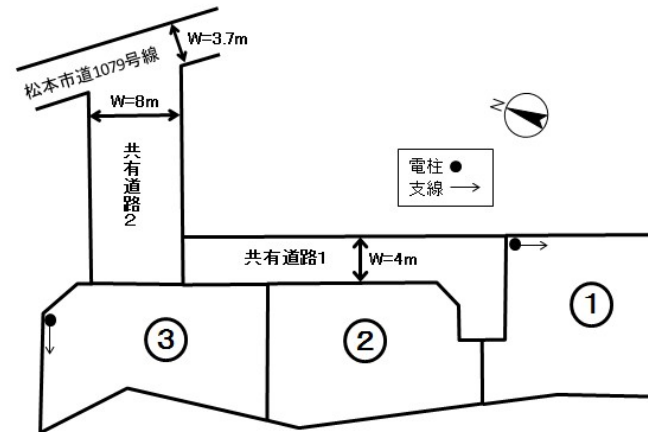 W=3.7m
松本市道1079号線
W=8m
N
共有道路2
電柱
支線
共有道路1
W=4m
①
②
③